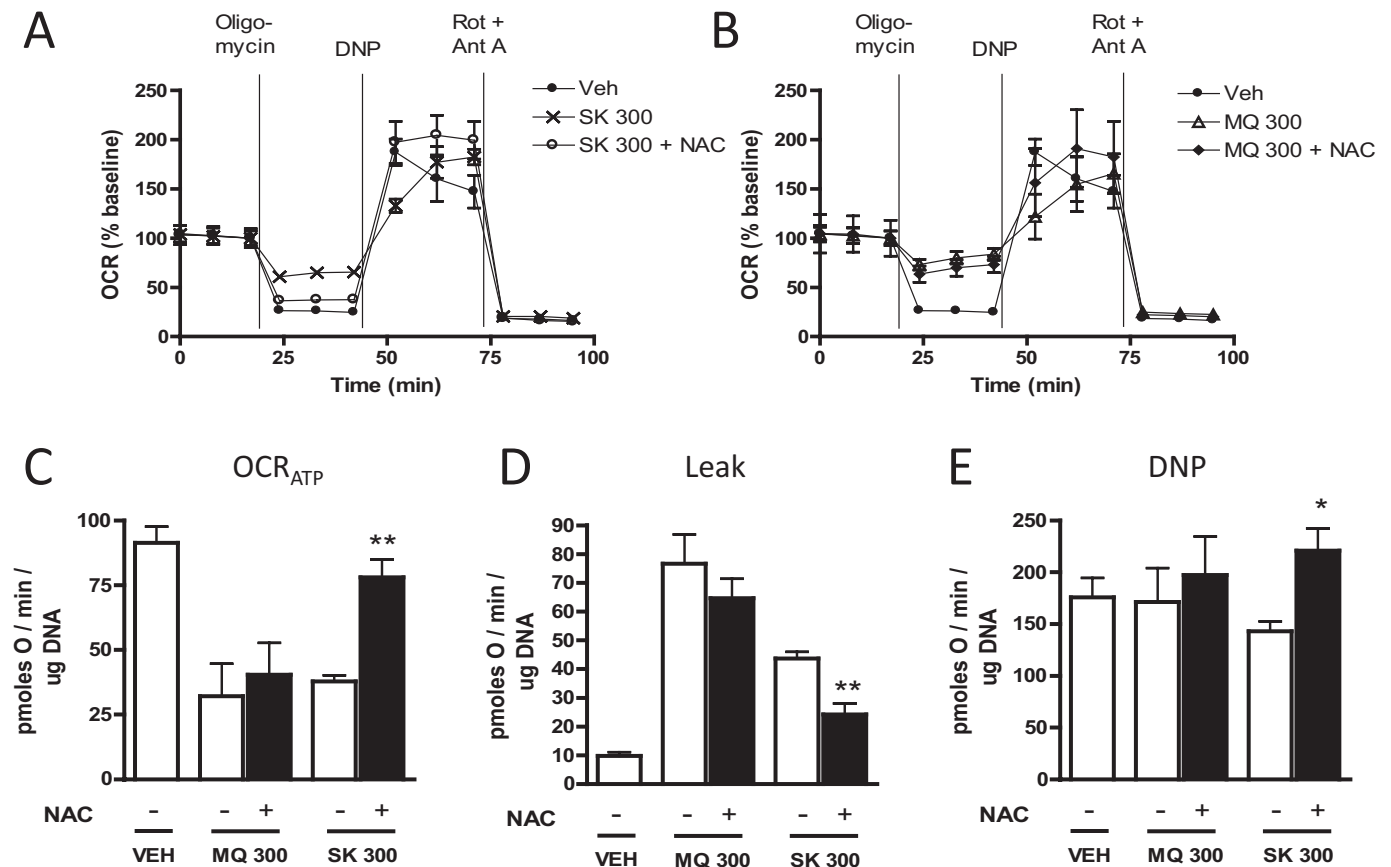 A
Oligo-
mycin
DNP
Rot +
Ant A
Veh
SK 300
SK 300 + NAC
OCR (% baseline)
250
200
150
100
50
0
0 25 50 75 100
Time (min)
B
Oligo-
mycin
DNP
Rot +
Ant A
Veh
MQ 300
MQ 300 + NAC
OCR (% baseline)
250
200
150
100
50
0
0 25 50 75 100
Time (min)
C
OCRATP
pmoles O / min /
ug DNA
100
75
50
25
0
**
NAC - - + - +
VEH MQ 300 SK 300
D
Leak
pmoles O / min /
ug DNA
90
80
70
60
50
40
30
20
10
0
**
- - + - +
VEH MQ 300 SK 300
E
DNP
pmoles O / min /
ug DNA
250
200
150
100
50
0
*
NAC - - + - +
VEH MQ 300 SK 300